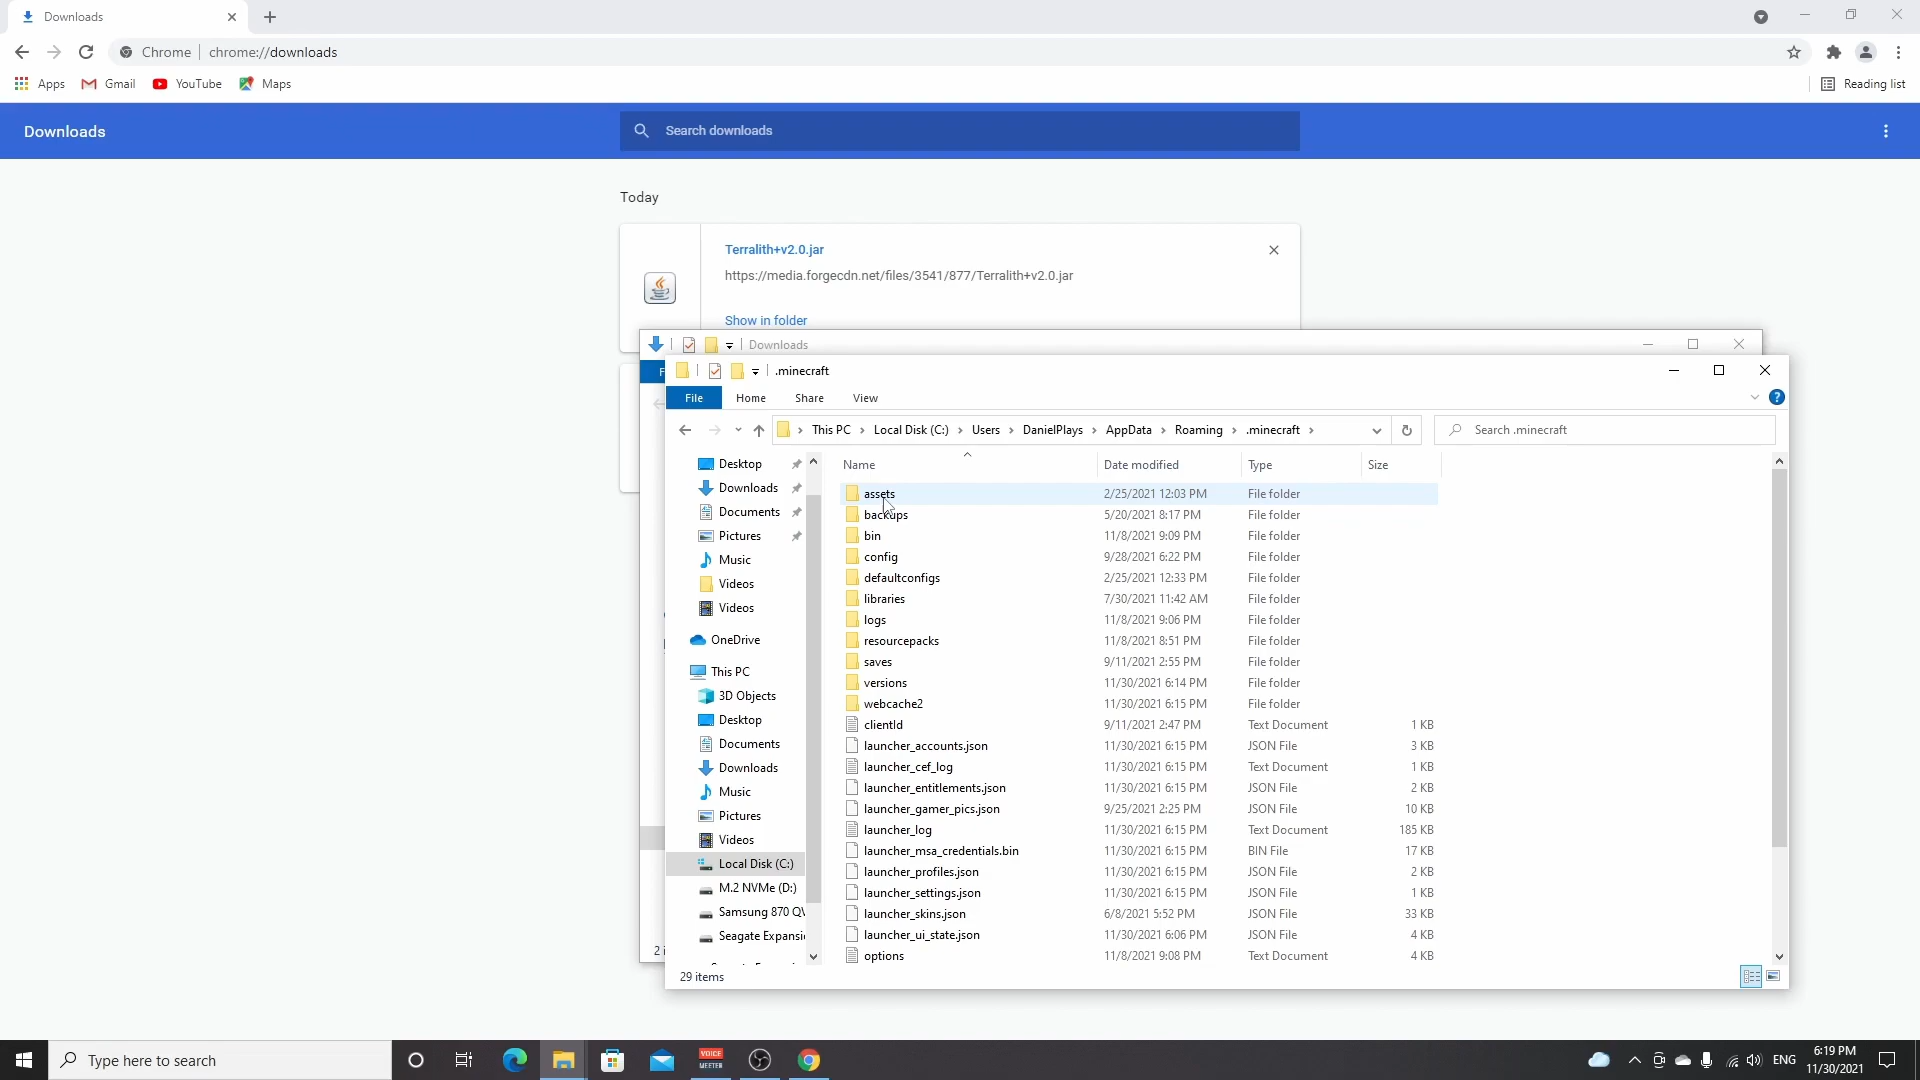 Downloads
Chrome chrome://downloads
Apps Gmail YouTube Maps Reading list
Downloads Search downloads
Today
Terralith+v2.0.jar
https://media.forgecdn.net/files/3541/877/Terralith+v2.0.jar
Show in folder
Downloads
.minecraft
File Home Share View
This PC Local Disk (C:) Users DanielPlays AppData Roaming .minecraft Search .minecraft
Desktop
Downloads
Documents
Pictures
Music
Videos
Videos
OneDrive
This PC
3D Objects
Desktop
Documents
Downloads
Music
Pictures
Videos
Local Disk (C:)
M.2 NVMe (D:)
Samsung 870 QV
Seagate Expansi
Name Date modified Type Size
assets 2/25/2021 12:03 PM File folder
backups 5/20/2021 8:17 PM File folder
bin 11/8/2021 9:09 PM File folder
config 9/28/2021 6:22 PM File folder
defaultconfigs 2/25/2021 12:33 PM File folder
libraries 7/30/2021 11:42 AM File folder
logs 11/8/2021 9:06 PM File folder
resourcepacks 11/8/2021 8:51 PM File folder
saves 9/11/2021 2:55 PM File folder
versions 11/30/2021 6:14 PM File folder
webcache2 11/30/2021 6:15 PM File folder
clientId 9/11/2021 2:47 PM Text Document 1 KB
launcher_accounts.json 11/30/2021 6:15 PM JSON File 3 KB
launcher_cef_log 11/30/2021 6:15 PM Text Document 1 KB
launcher_entitlements.json 11/30/2021 6:15 PM JSON File 2 KB
launcher_gamer_pics.json 9/25/2021 2:25 PM JSON File 10 KB
launcher_log 11/30/2021 6:15 PM Text Document 185 KB
launcher_msa_credentials.bin 11/30/2021 6:15 PM BIN File 17 KB
launcher_profiles.json 11/30/2021 6:15 PM JSON File 2 KB
launcher_settings.json 11/30/2021 6:15 PM JSON File 1 KB
launcher_skins.json 6/8/2021 5:52 PM JSON File 33 KB
launcher_ui_state.json 11/30/2021 6:06 PM JSON File 4 KB
options 11/8/2021 9:08 PM Text Document 4 KB
29 items
Type here to search
VOICE
MEETER
ENG
6:19 PM
11/30/2021